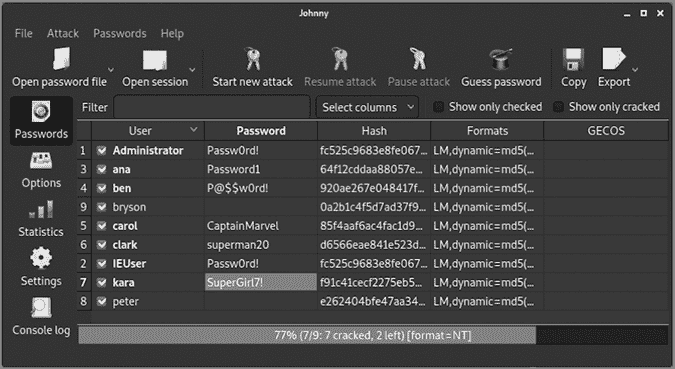 Johnny
File Attack Passwords Help
Open password file Open session Start new attack Resume attack Pause attack Guess password Copy Export
Passwords
Options
Statistics
Settings
Console log
Filter Select columns Show only checked Show only cracked
User Password Hash Formats GECOS
1 Administrator Passw0rd! fc525c9683e8fe067... LM,dynamic=md5(...
3 ana Password1 64f12cddaa88057e... LM,dynamic=md5(...
4 ben P@$$w0rd! 920ae267e048417f... LM,dynamic=md5(...
9 bryson 0a2b1c4f5d7ad37f9... LM,dynamic=md5(...
5 carol CaptainMarvel 85f4aaf6ac4fac1d9... LM,dynamic=md5(...
6 clark superman20 d6566eae841e523d... LM,dynamic=md5(...
2 IEUser Passw0rd! fc525c9683e8fe067... LM,dynamic=md5(...
7 kara SuperGirl7! f91c41cecf2275eb5... LM,dynamic=md5(...
8 peter e262404bfe47aa34... LM,dynamic=md5(...
77% (7/9: 7 cracked, 2 left) [format=NT]